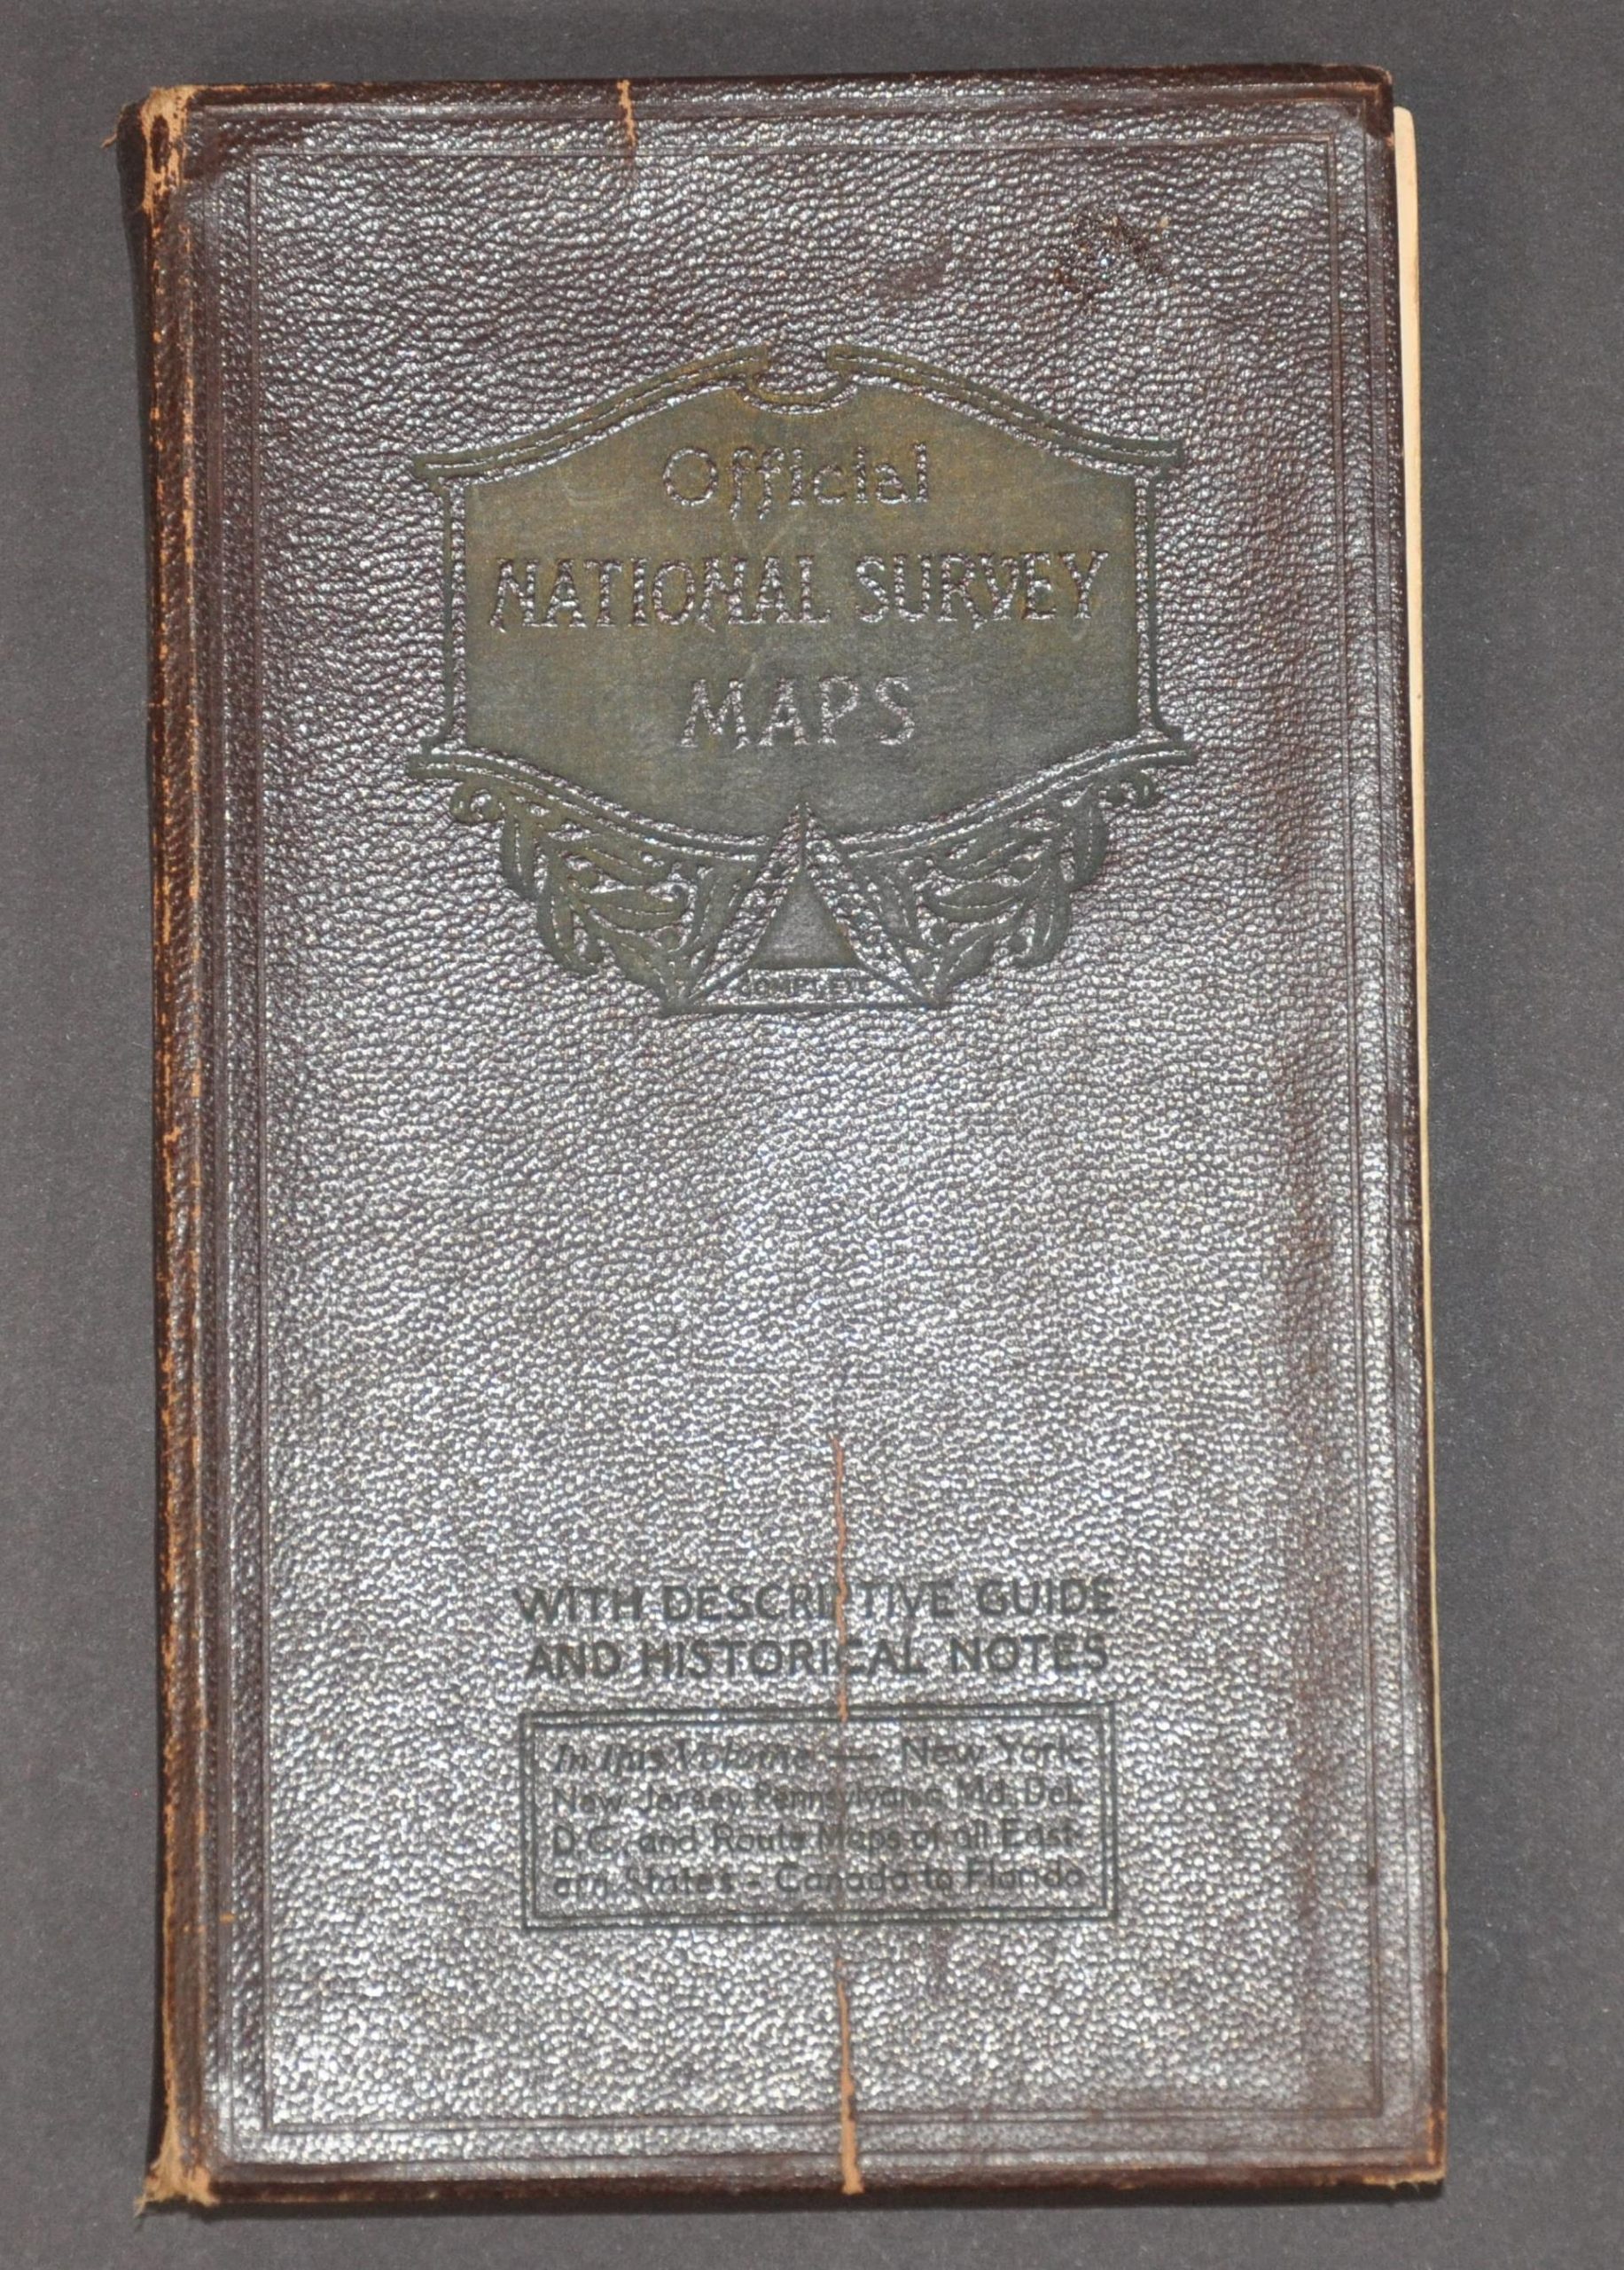 Official
NATIONAL SURVEY
MAPS
COMPLETE
WITH DESCRIPTIVE GUIDE
AND HISTORICAL NOTES
In this Volume — New York,
New Jersey, Pennsylvania, Md. Del.
D.C. and Route Maps of all East-
ern States - Canada to Florida